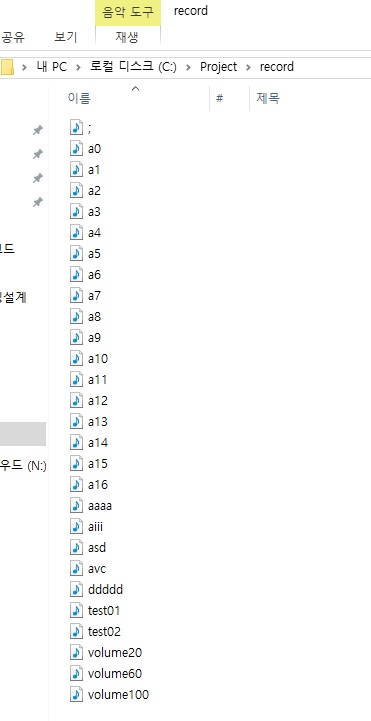 음악 도구 record
공유 보기 재생
내 PC > 로컬 디스크 (C:) > Project > record
이름 # 제목
;
a0
a1
a2
a3
a4
a5
a6
a7
a8
a9
a10
a11
a12
a13
a14
a15
a16
aaaa
aiii
asd
avc
ddddd
test01
test02
volume20
volume60
volume100
설계
우드 (N:)